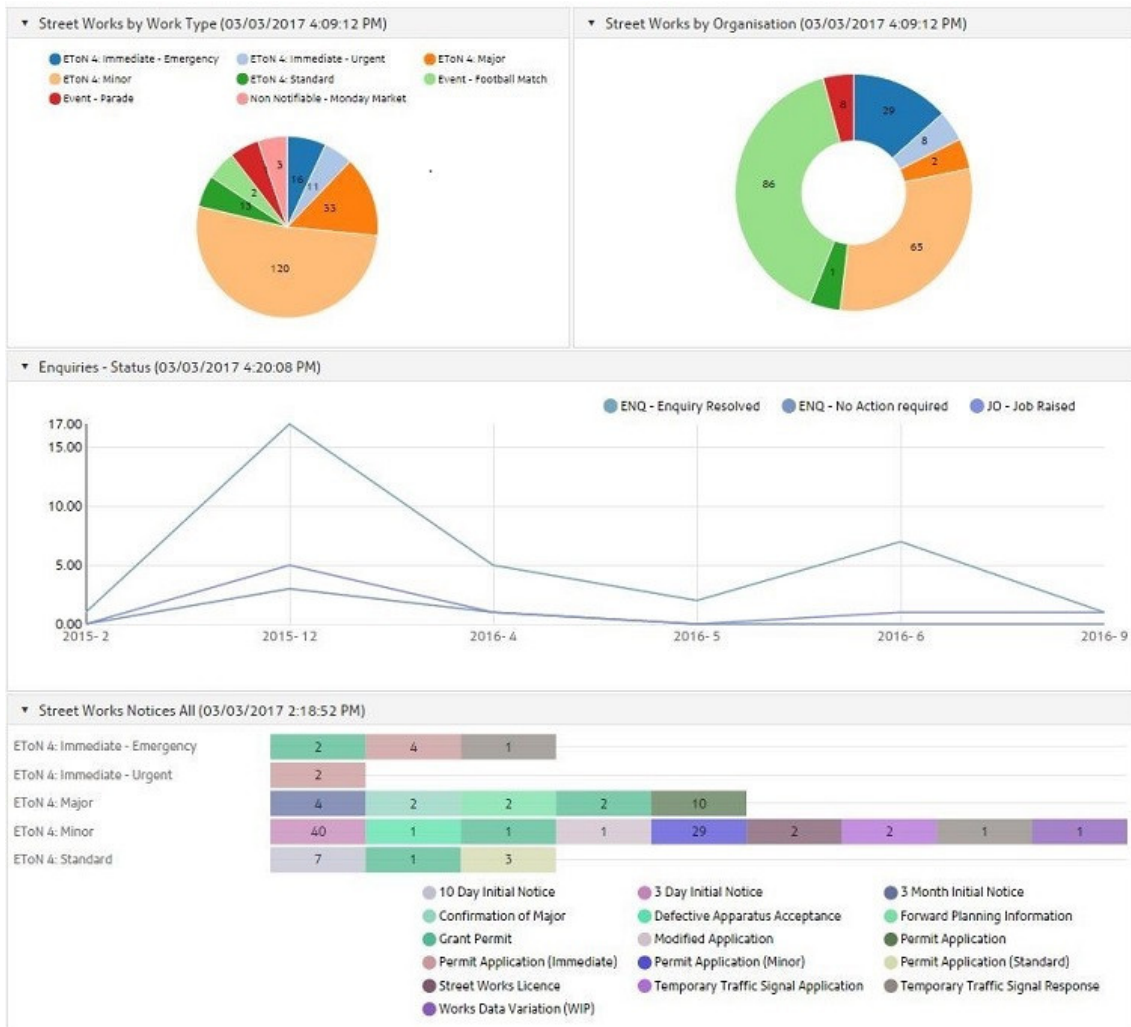 ▼ Street Works by Work Type (03/03/2017 4:09:12 PM)
EToN 4: Immediate - Emergency
EToN 4: Immediate - Urgent
EToN 4: Major
EToN 4: Minor
EToN 4: Standard
Event - Football Match
Event - Parade
Non Notifiable - Monday Market
3
16
11
33
2
13
120
▼ Street Works by Organisation (03/03/2017 4:09:12 PM)
8
29
8
2
86
65
1
▼ Enquiries - Status (03/03/2017 4:20:08 PM)
ENQ - Enquiry Resolved
ENQ - No Action required
JO - Job Raised
17.00
15.00
10.00
5.00
0.00
2015- 2
2015- 12
2016- 4
2016- 5
2016- 6
2016- 9
▼ Street Works Notices All (03/03/2017 2:18:52 PM)
EToN 4: Immediate - Emergency 2 4 1
EToN 4: Immediate - Urgent 2
EToN 4: Major 4 2 2 2 10
EToN 4: Minor 40 1 1 1 29 2 2 1 1
EToN 4: Standard 7 1 3
10 Day Initial Notice
3 Day Initial Notice
3 Month Initial Notice
Confirmation of Major
Defective Apparatus Acceptance
Forward Planning Information
Grant Permit
Modified Application
Permit Application
Permit Application (Immediate)
Permit Application (Minor)
Permit Application (Standard)
Street Works Licence
Temporary Traffic Signal Application
Temporary Traffic Signal Response
Works Data Variation (WIP)